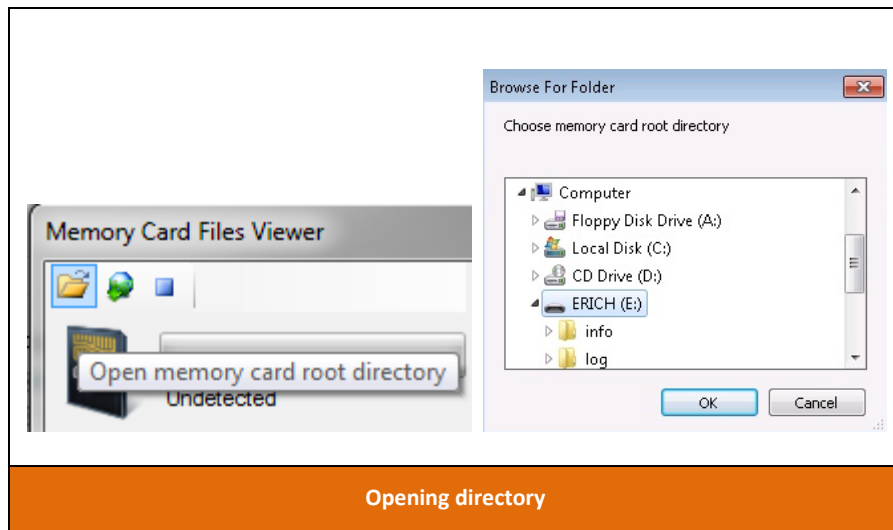 Memory Card Files Viewer
Open memory card root directory
Undetected
Browse For Folder
Choose memory card root directory
Computer
Floppy Disk Drive (A:)
Local Disk (C:)
CD Drive (D:)
ERICH (E:)
info
log
OK Cancel
Opening directory